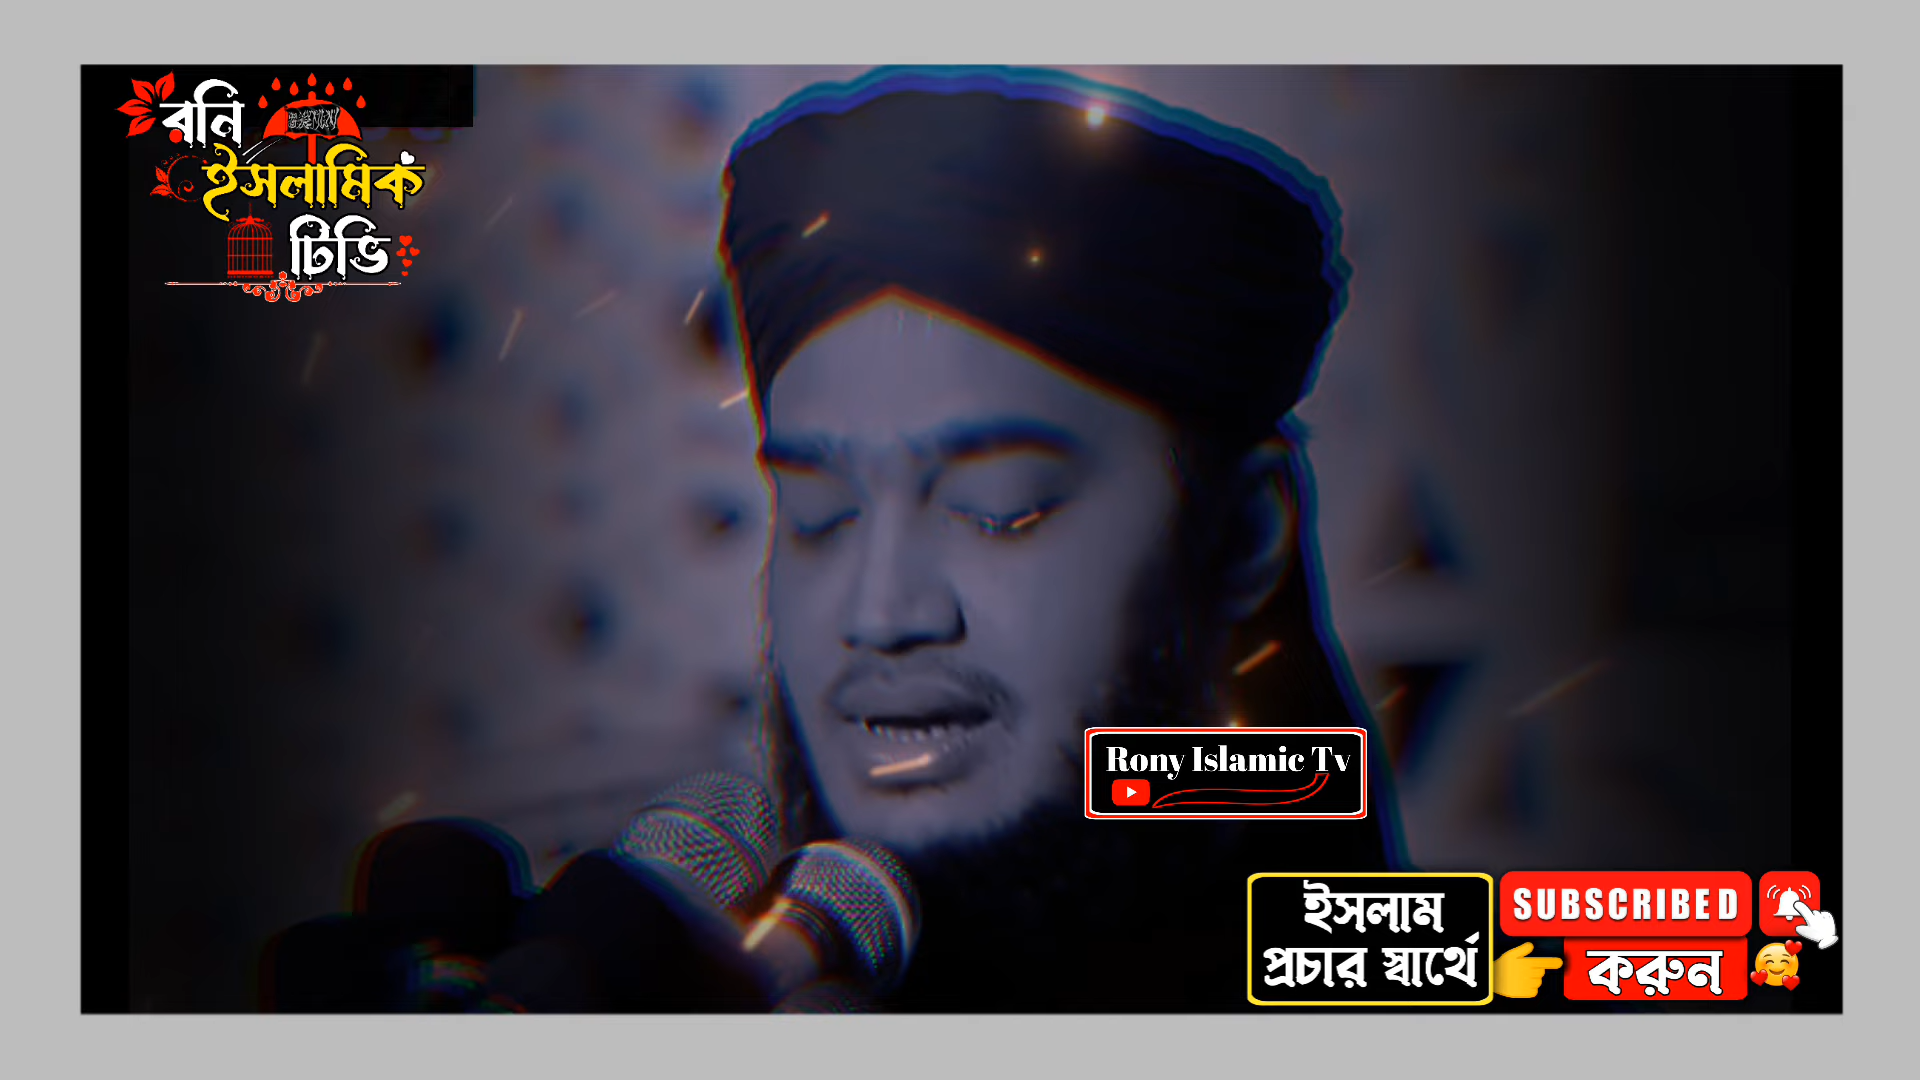 রনি
ইসলামিক
টিভি
Rony Islamic Tv
ইসলাম
প্রচার স্বার্থে
SUBSCRIBED
করুন